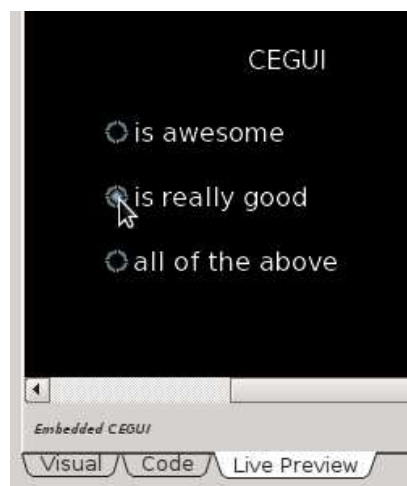 CEGUI
is awesome
is really good
all of the above
Embedded CEGUI
Visual Code Live Preview